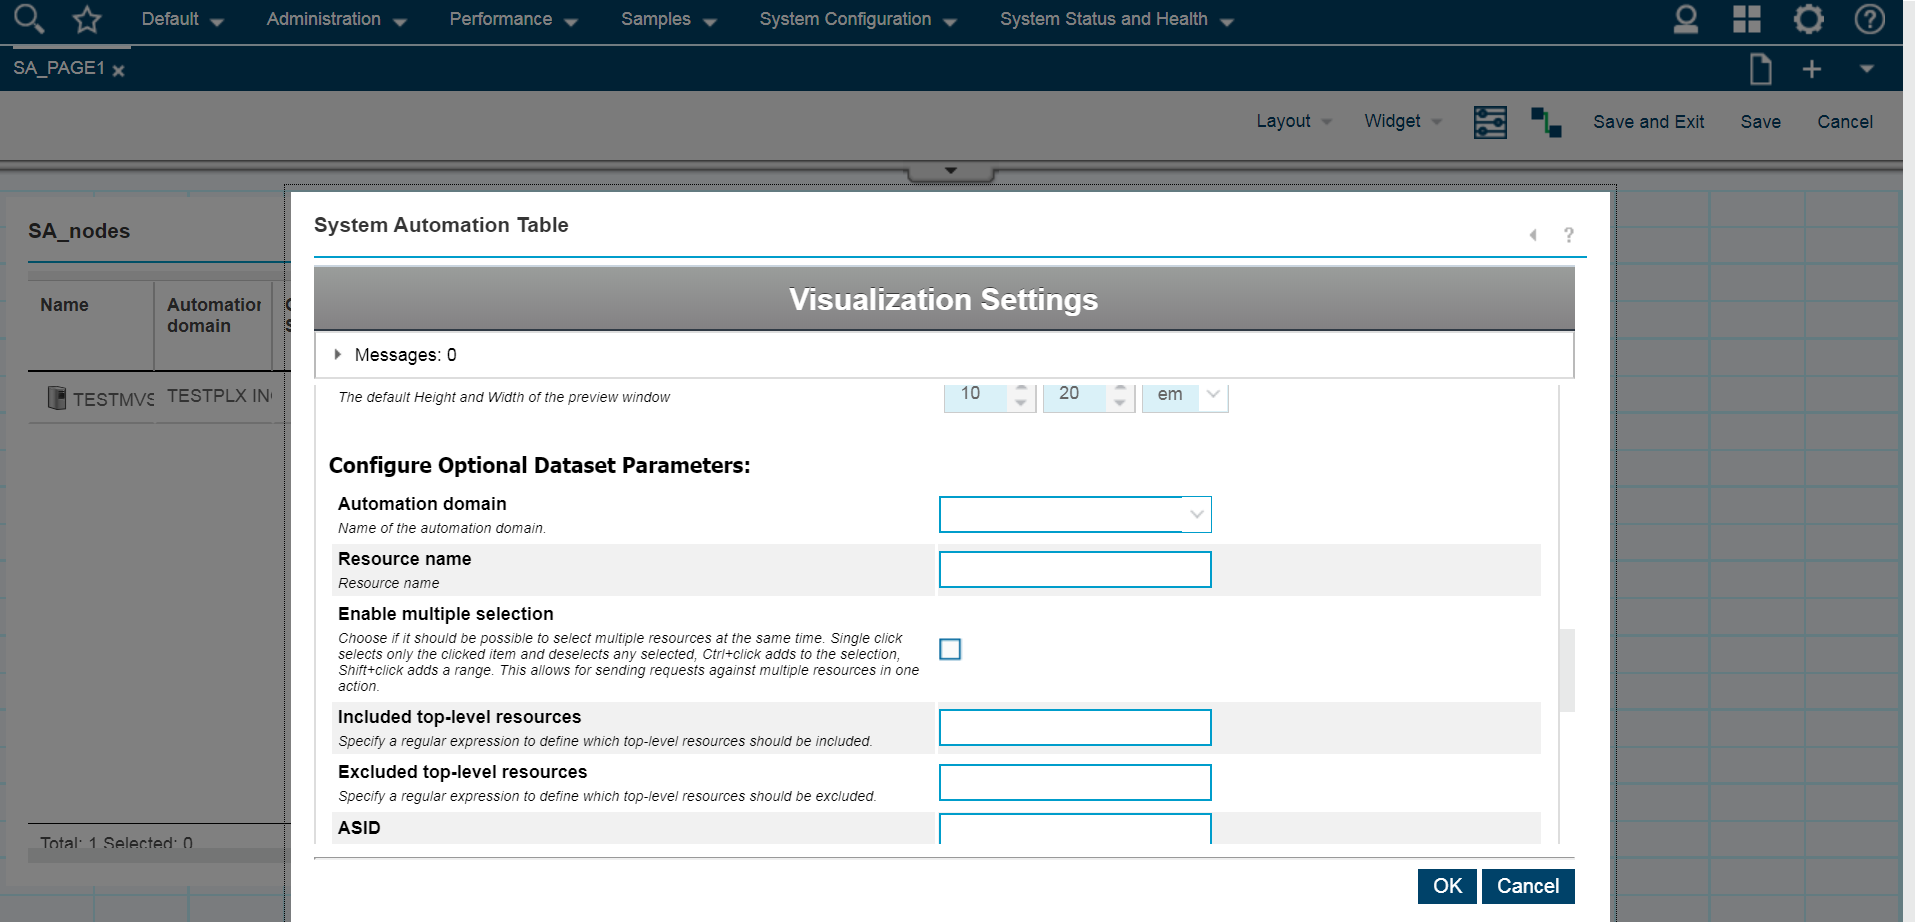 Default Administration Performance Samples System Configuration System Status and Health
SA_PAGE1
Layout Widget Save and Exit Save Cancel
SA_nodes
Name Automation domain
TESTMVS TESTPLX IN
Total: 1 Selected: 0
System Automation Table
?
Visualization Settings
Messages: 0
The default Height and Width of the preview window 10 20 em
Configure Optional Dataset Parameters:
Automation domain
Name of the automation domain.
Resource name
Resource name
Enable multiple selection
Choose if it should be possible to select multiple resources at the same time. Single click
selects only the clicked item and deselects any selected, Ctrl+click adds to the selection,
Shift+click adds a range. This allows for sending requests against multiple resources in one
action.
Included top-level resources
Specify a regular expression to define which top-level resources should be included.
Excluded top-level resources
Specify a regular expression to define which top-level resources should be excluded.
ASID
OK Cancel